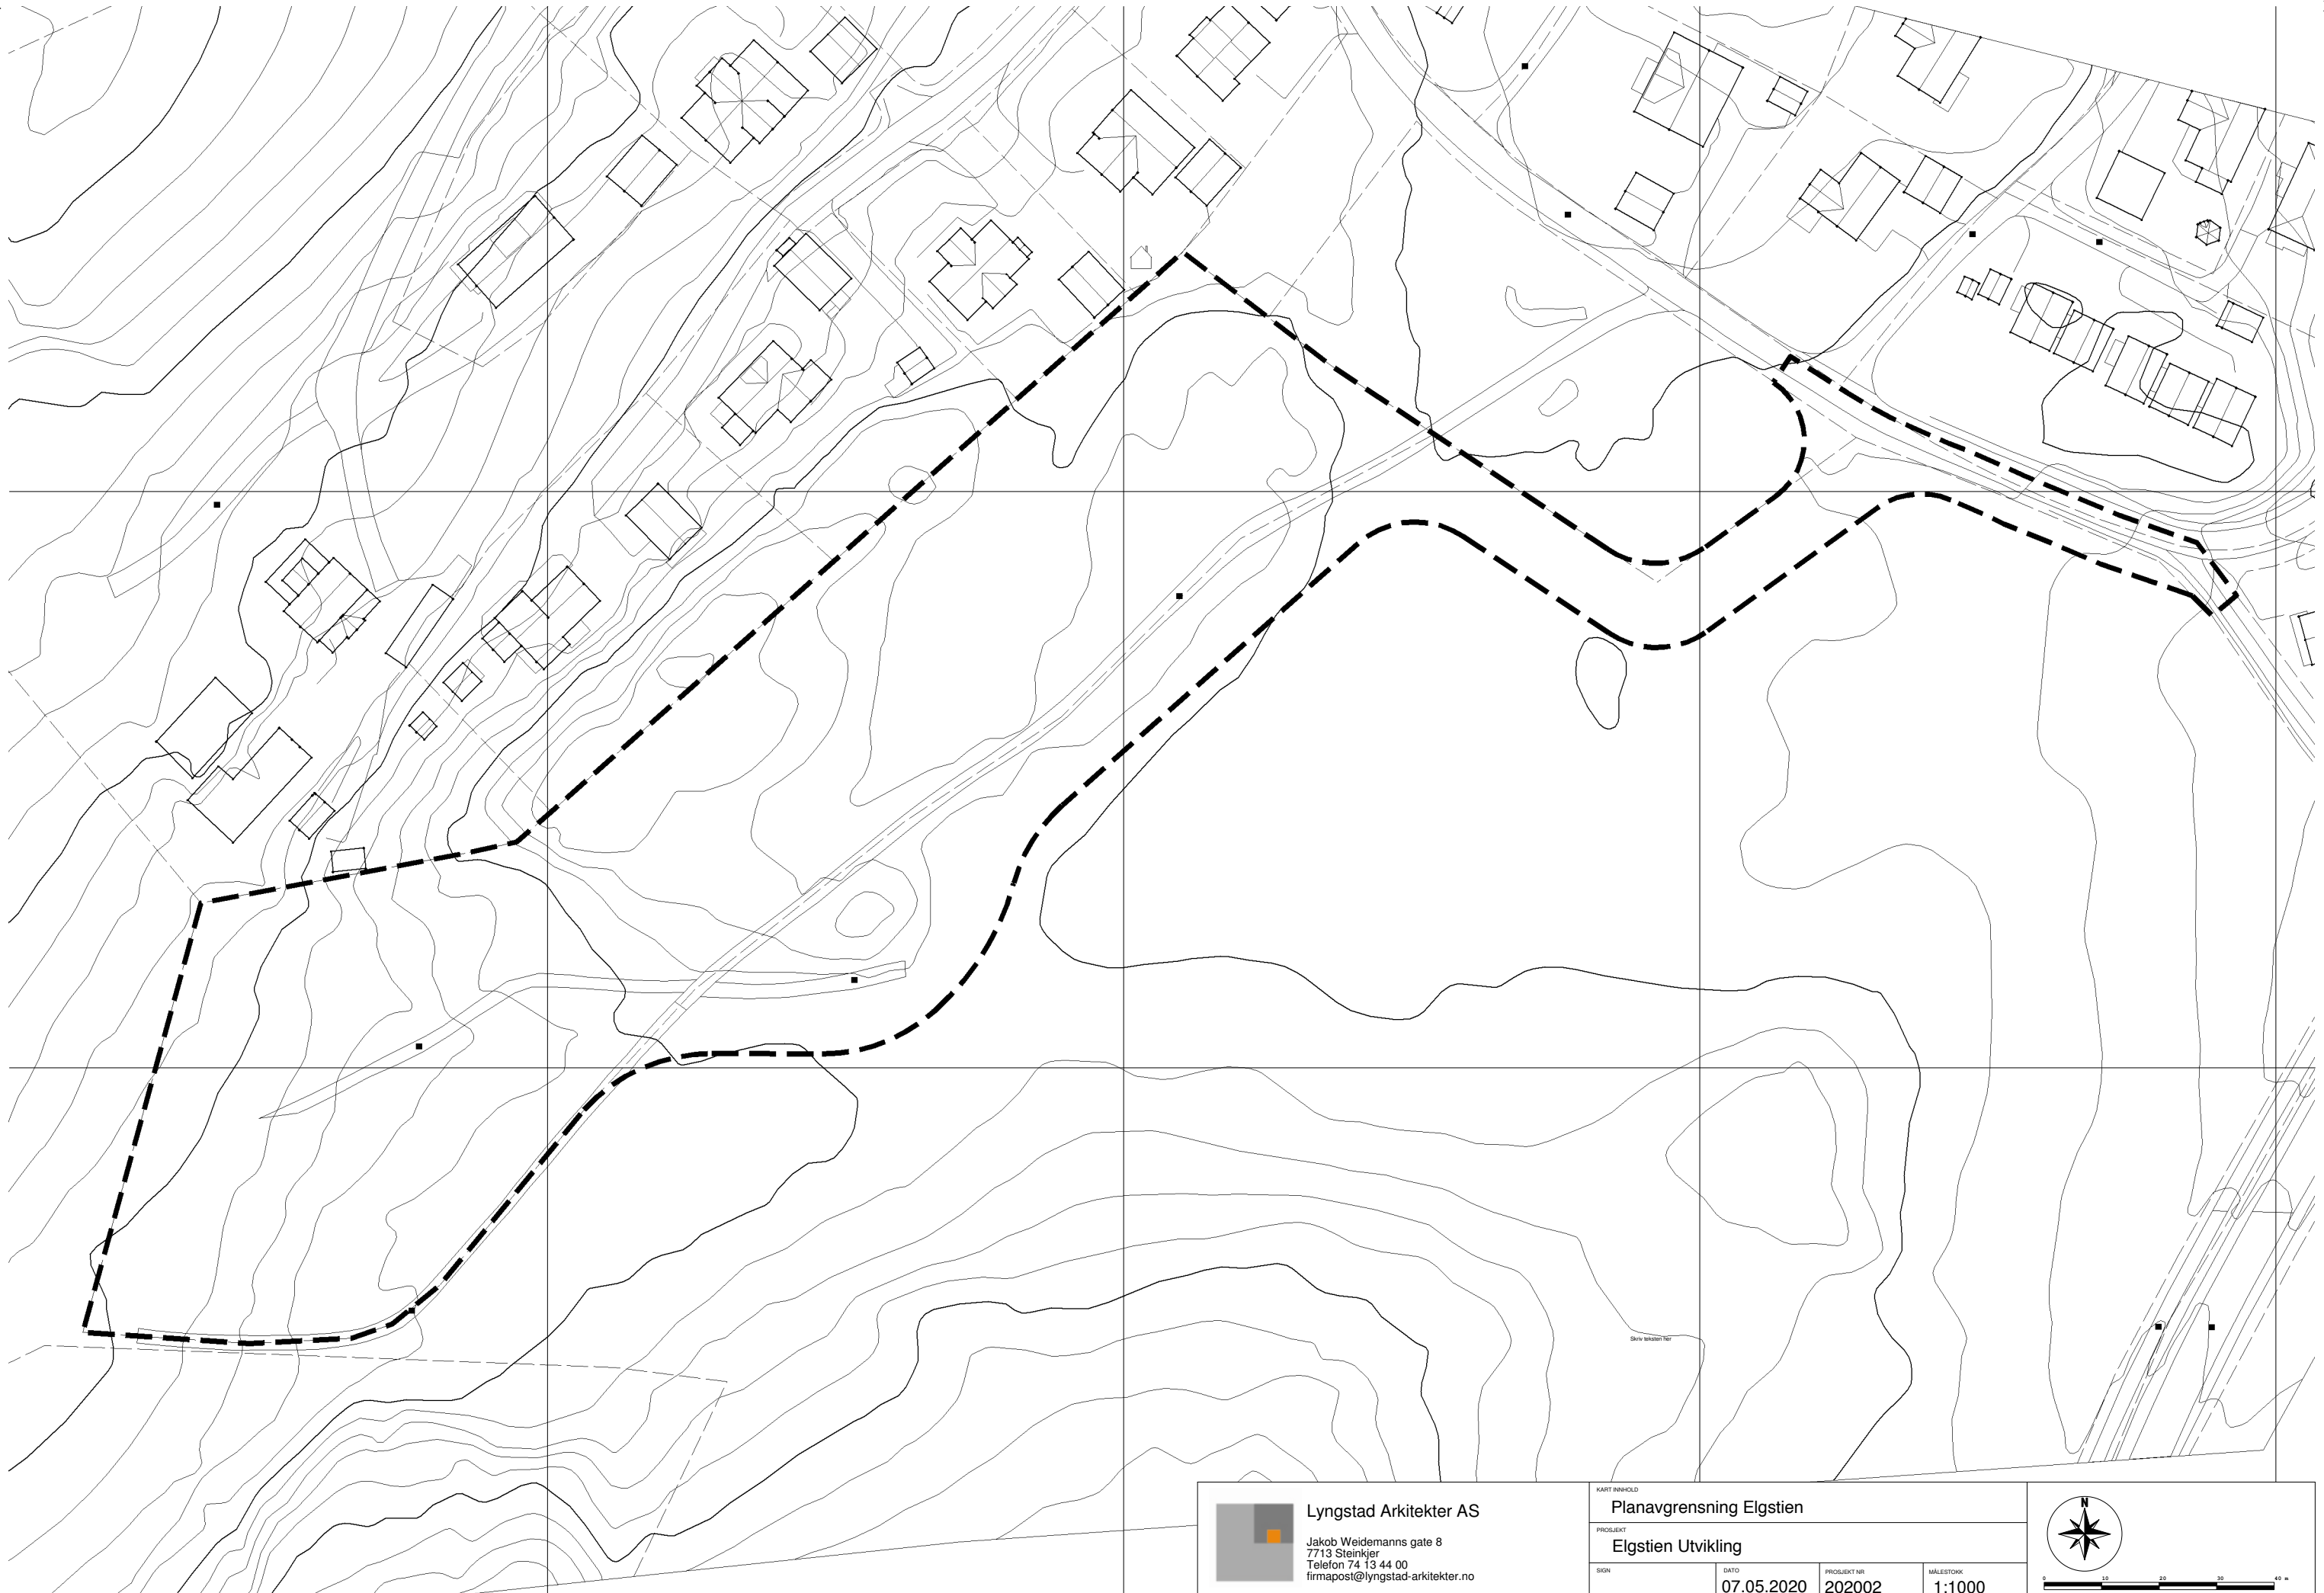 Skriv teksten her
Lyngstad Arkitekter AS
Jakob Weidemanns gate 8
7713 Steinkjer
Telefon 74 13 44 00
firmapost@lyngstad-arkitekter.no
KART INNHOLD
Planavgrensning Elgstien
PROSJEKT
Elgstien Utvikling
SIGN
DATO
07.05.2020
PROSJEKT NR
202002
MÅLESTOKK
1:1000
N
0 10 20 30 40 m